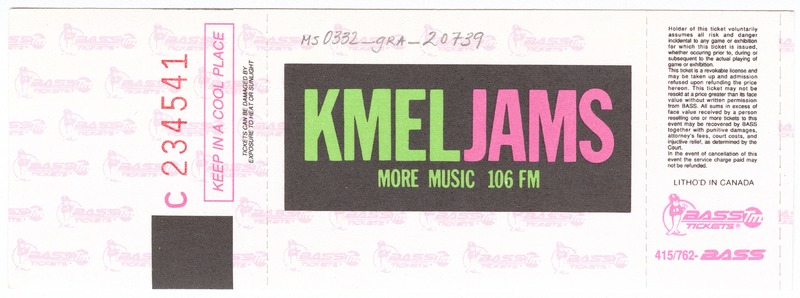 C 234541
KEEP IN A COOL PLACE
TICKETS CAN BE DAMAGED BY
EXPOSURE TO HEAT OR SUNLIGHT
MS0332_GRA_20739
KMELJAMS
MORE MUSIC 106 FM
Holder of this ticket voluntarily
assumes all risk and danger
incidental to any game or exhibition
for which this ticket is issued,
whether occuring prior to, during or
subsequent to the actual playing of
game or exhibition.
This ticket is a revokable license and
may be taken up and admission
refused upon refunding the price
hereon. This ticket may not be
resold at a price greater than its face
value without written permission
from BASS. All sums in excess of
face value received by a person
reselling one or more tickets to this
event may be recovered by BASS
together with punitive damages,
attorney's fees, court costs, and
injuctive relief, as determined by the
Court.
In the event of cancellation of this
event the service charge paid may
not be refunded.
LITHO'D IN CANADA
BASS TM
TICKETS®
415/762-BASS